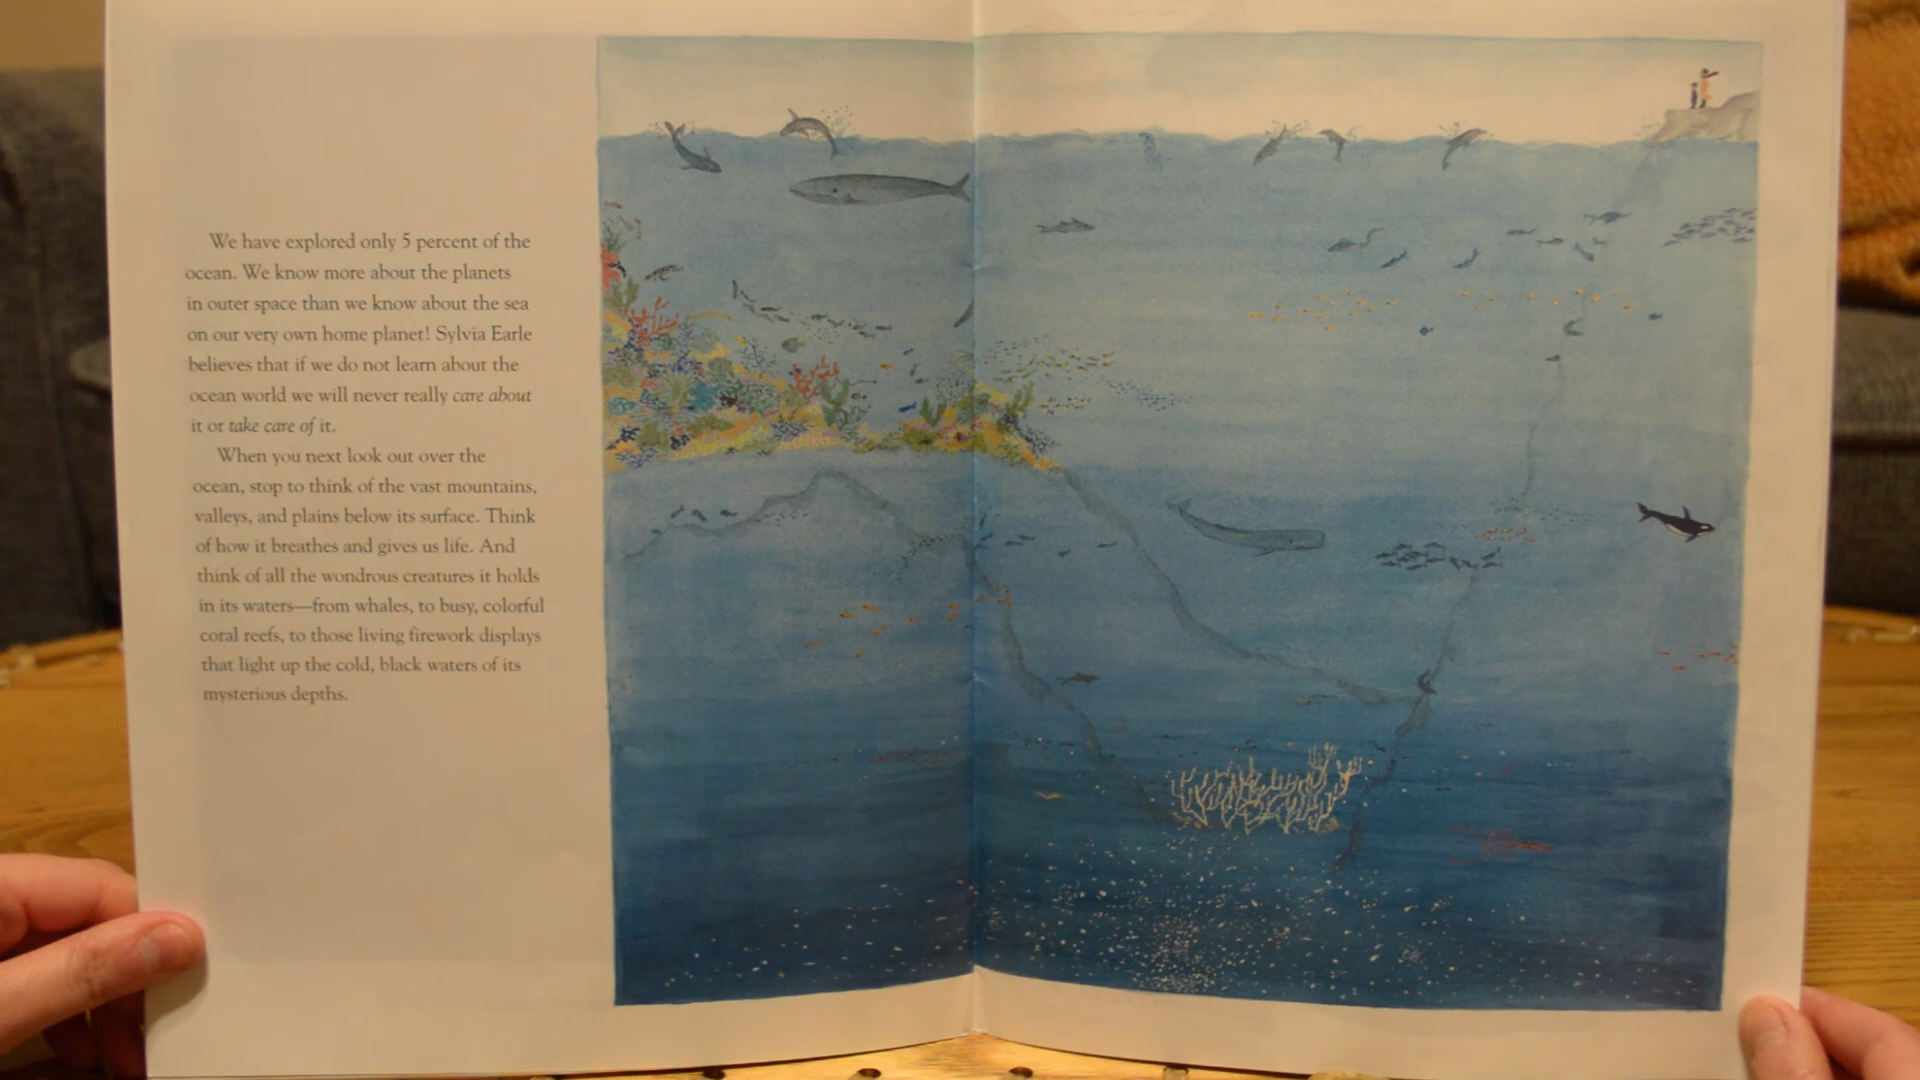 We have explored only 5 percent of the
ocean. We know more about the planets
in outer space than we know about the sea
on our very own home planet! Sylvia Earle
believes that if we do not learn about the
ocean world we will never really care about
it or take care of it.
When you next look out over the
ocean, stop to think of the vast mountains,
valleys, and plains below its surface. Think
of how it breathes and gives us life. And
think of all the wondrous creatures it holds
in its waters—from whales, to busy, colorful
coral reefs, to those living firework displays
that light up the cold, black waters of its
mysterious depths.